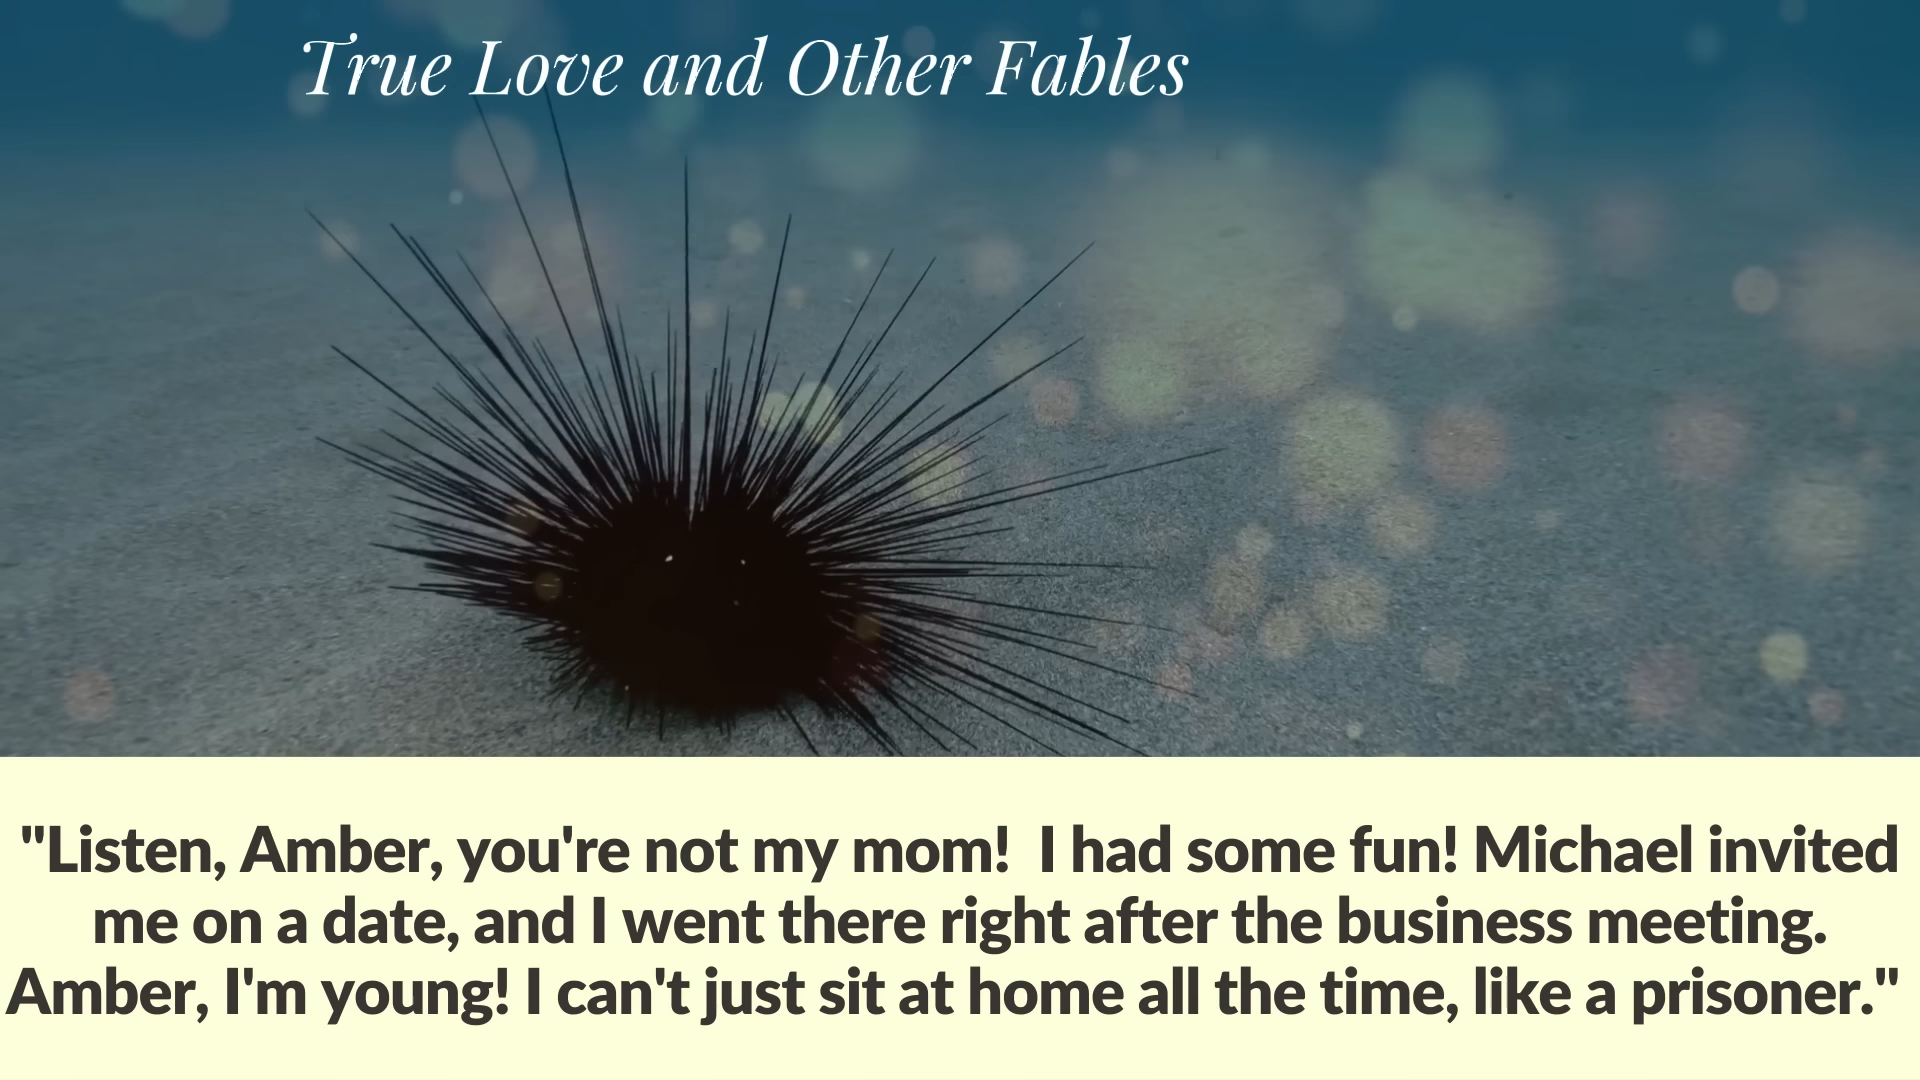 True Love and Other Fables
"Listen, Amber, you're not my mom!  I had some fun! Michael invited
me on a date, and I went there right after the business meeting.
Amber, I'm young! I can't just sit at home all the time, like a prisoner."